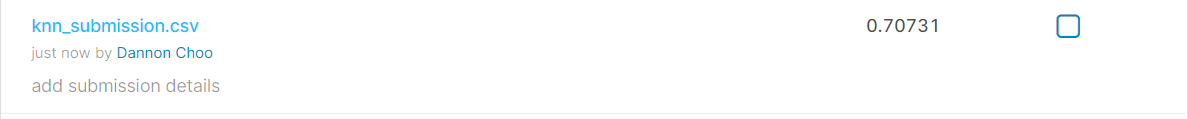 knn_submission.csv 0.70731
just now by Dannon Choo
add submission details